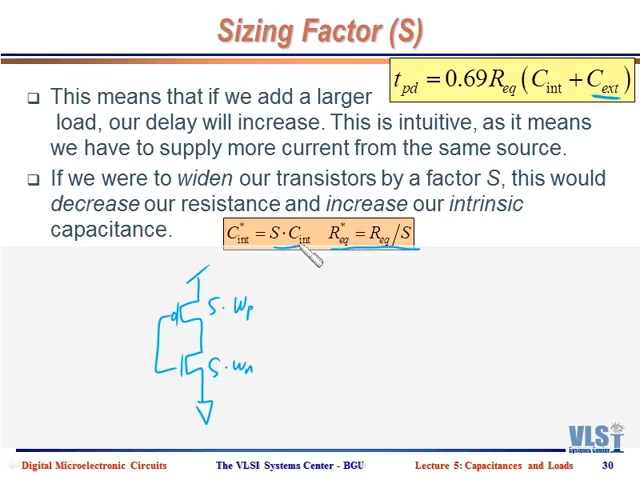 Sizing Factor (S)
t_pd = 0.69R_eq (C_int + C_ext)
□ This means that if we add a larger
load, our delay will increase. This is intuitive, as it means
we have to supply more current from the same source.
□ If we were to widen our transistors by a factor S, this would
decrease our resistance and increase our intrinsic
capacitance.
C*_int = S · C_int   R*_eq = R_eq / S
S · Wp
S · Wn
VLSI
Systems Center
Digital Microelectronic Circuits   The VLSI Systems Center - BGU   Lecture 5: Capacitances and Loads   30